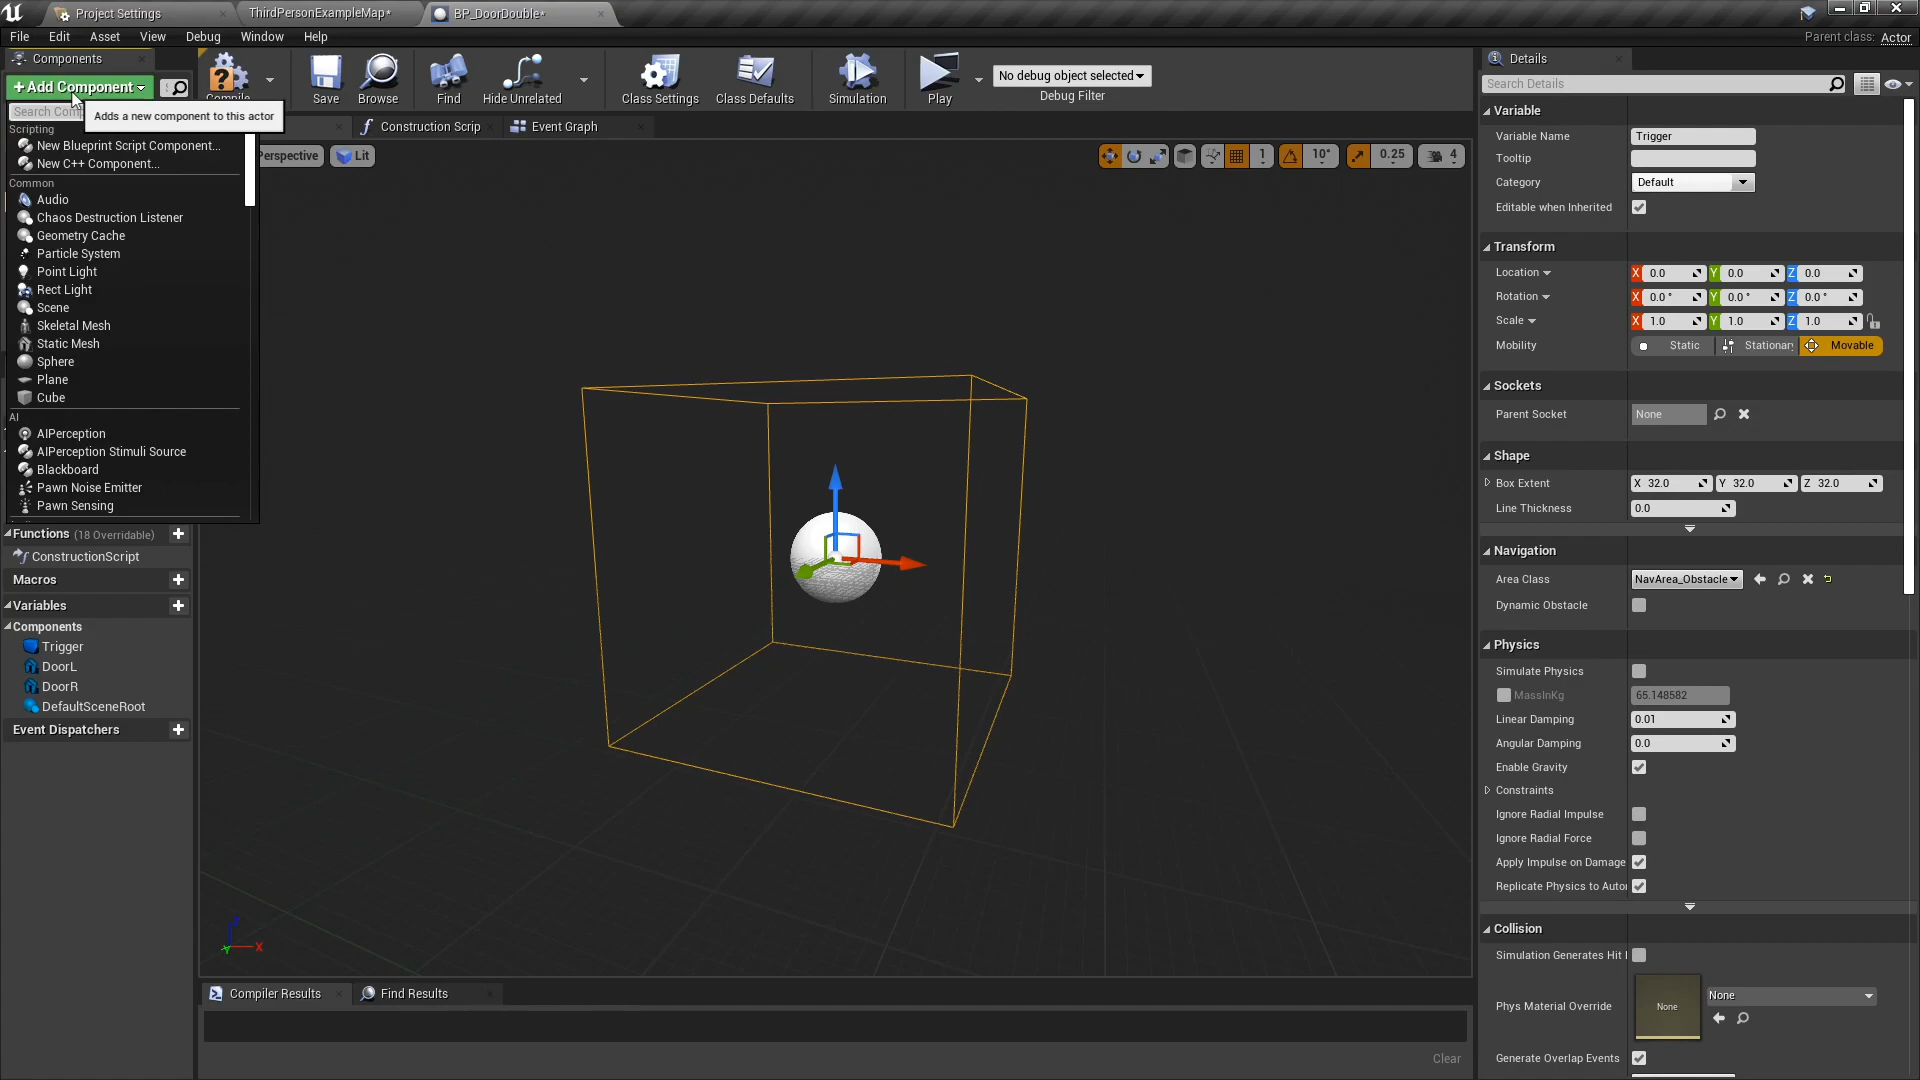 Project Settings
ThirdPersonExampleMap*
BP_DoorDouble*
File
Edit
Asset
View
Debug
Window
Help
Parent class: Actor
Components
+Add Component
Search Comp
Adds a new component to this actor
Scripting
New Blueprint Script Component...
New C++ Component...
Common
Audio
Chaos Destruction Listener
Geometry Cache
Particle System
Point Light
Rect Light
Scene
Skeletal Mesh
Static Mesh
Sphere
Plane
Cube
AI
AIPerception
AIPerception Stimuli Source
Blackboard
Pawn Noise Emitter
Pawn Sensing
Functions (18 Overridable)
ConstructionScript
Macros
Variables
Components
Trigger
DoorL
DoorR
DefaultSceneRoot
Event Dispatchers
Compile
Save
Browse
Find
Hide Unrelated
Class Settings
Class Defaults
Simulation
Play
No debug object selected
Debug Filter
Construction Scrip
Event Graph
Perspective
Lit
1
10°
0.25
4
Z
X
Y
Compiler Results
Find Results
Clear
Details
Search Details
Variable
Variable Name
Trigger
Tooltip
Category
Default
Editable when Inherited
Transform
Location
X 0.0 Y 0.0 Z 0.0
Rotation
X 0.0 ° Y 0.0 ° Z 0.0 °
Scale
X 1.0 Y 1.0 Z 1.0
Mobility
Static
Stationar
Movable
Sockets
Parent Socket
None
Shape
Box Extent
X 32.0 Y 32.0 Z 32.0
Line Thickness
0.0
Navigation
Area Class
NavArea_Obstacle
Dynamic Obstacle
Physics
Simulate Physics
MassInKg
65.148582
Linear Damping
0.01
Angular Damping
0.0
Enable Gravity
Constraints
Ignore Radial Impulse
Ignore Radial Force
Apply Impulse on Damage
Replicate Physics to Auto
Collision
Simulation Generates Hit
Phys Material Override
None
None
Generate Overlap Events